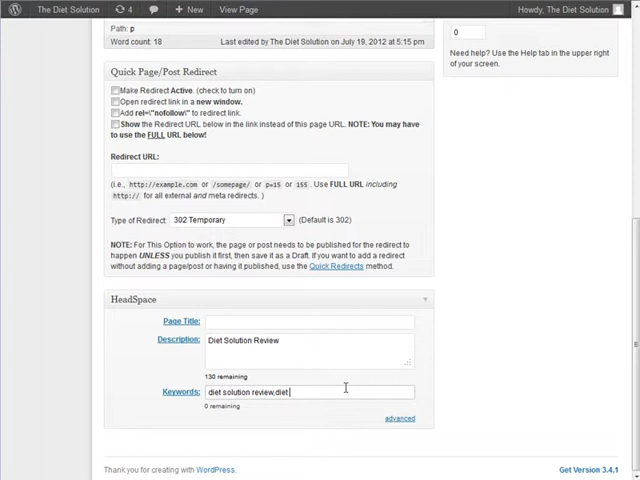 The Diet Solution 4 New View Page Howdy, The Diet Solution
Path: p
Word count: 18 Last edited by The Diet Solution on July 19, 2012 at 5:15 pm
0
Need help? Use the Help tab in the upper right
of your screen.
Quick Page/Post Redirect
Make Redirect Active. (check to turn on)
Open redirect link in a new window.
Add rel=\"nofollow\" to redirect link.
Show the Redirect URL below in the link instead of this page URL. NOTE: You may have
to use the FULL URL below!
Redirect URL:
(i.e., http://example.com or /somepage/ or p=15 or 155. Use FULL URL including
http:// for all external and meta redirects. )
Type of Redirect: 302 Temporary (Default is 302)
NOTE: For This Option to work, the page or post needs to be published for the redirect to
happen UNLESS you publish it first, then save it as a Draft. If you want to add a redirect
without adding a page/post or having it published, use the Quick Redirects method.
HeadSpace
Page Title:
Description: Diet Solution Review
130 remaining
Keywords: diet solution review,diet
0 remaining
advanced
Thank you for creating with WordPress. Get Version 3.4.1